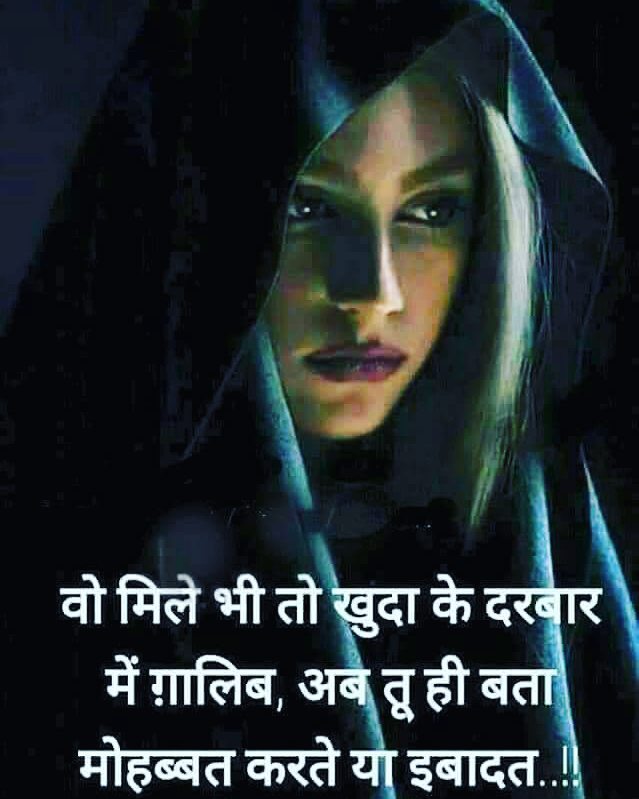 वो मिले भी तो खुदा के दरबार
में ग़ालिब, अब तू ही बता
मोहब्बत करते या इबादत..!!